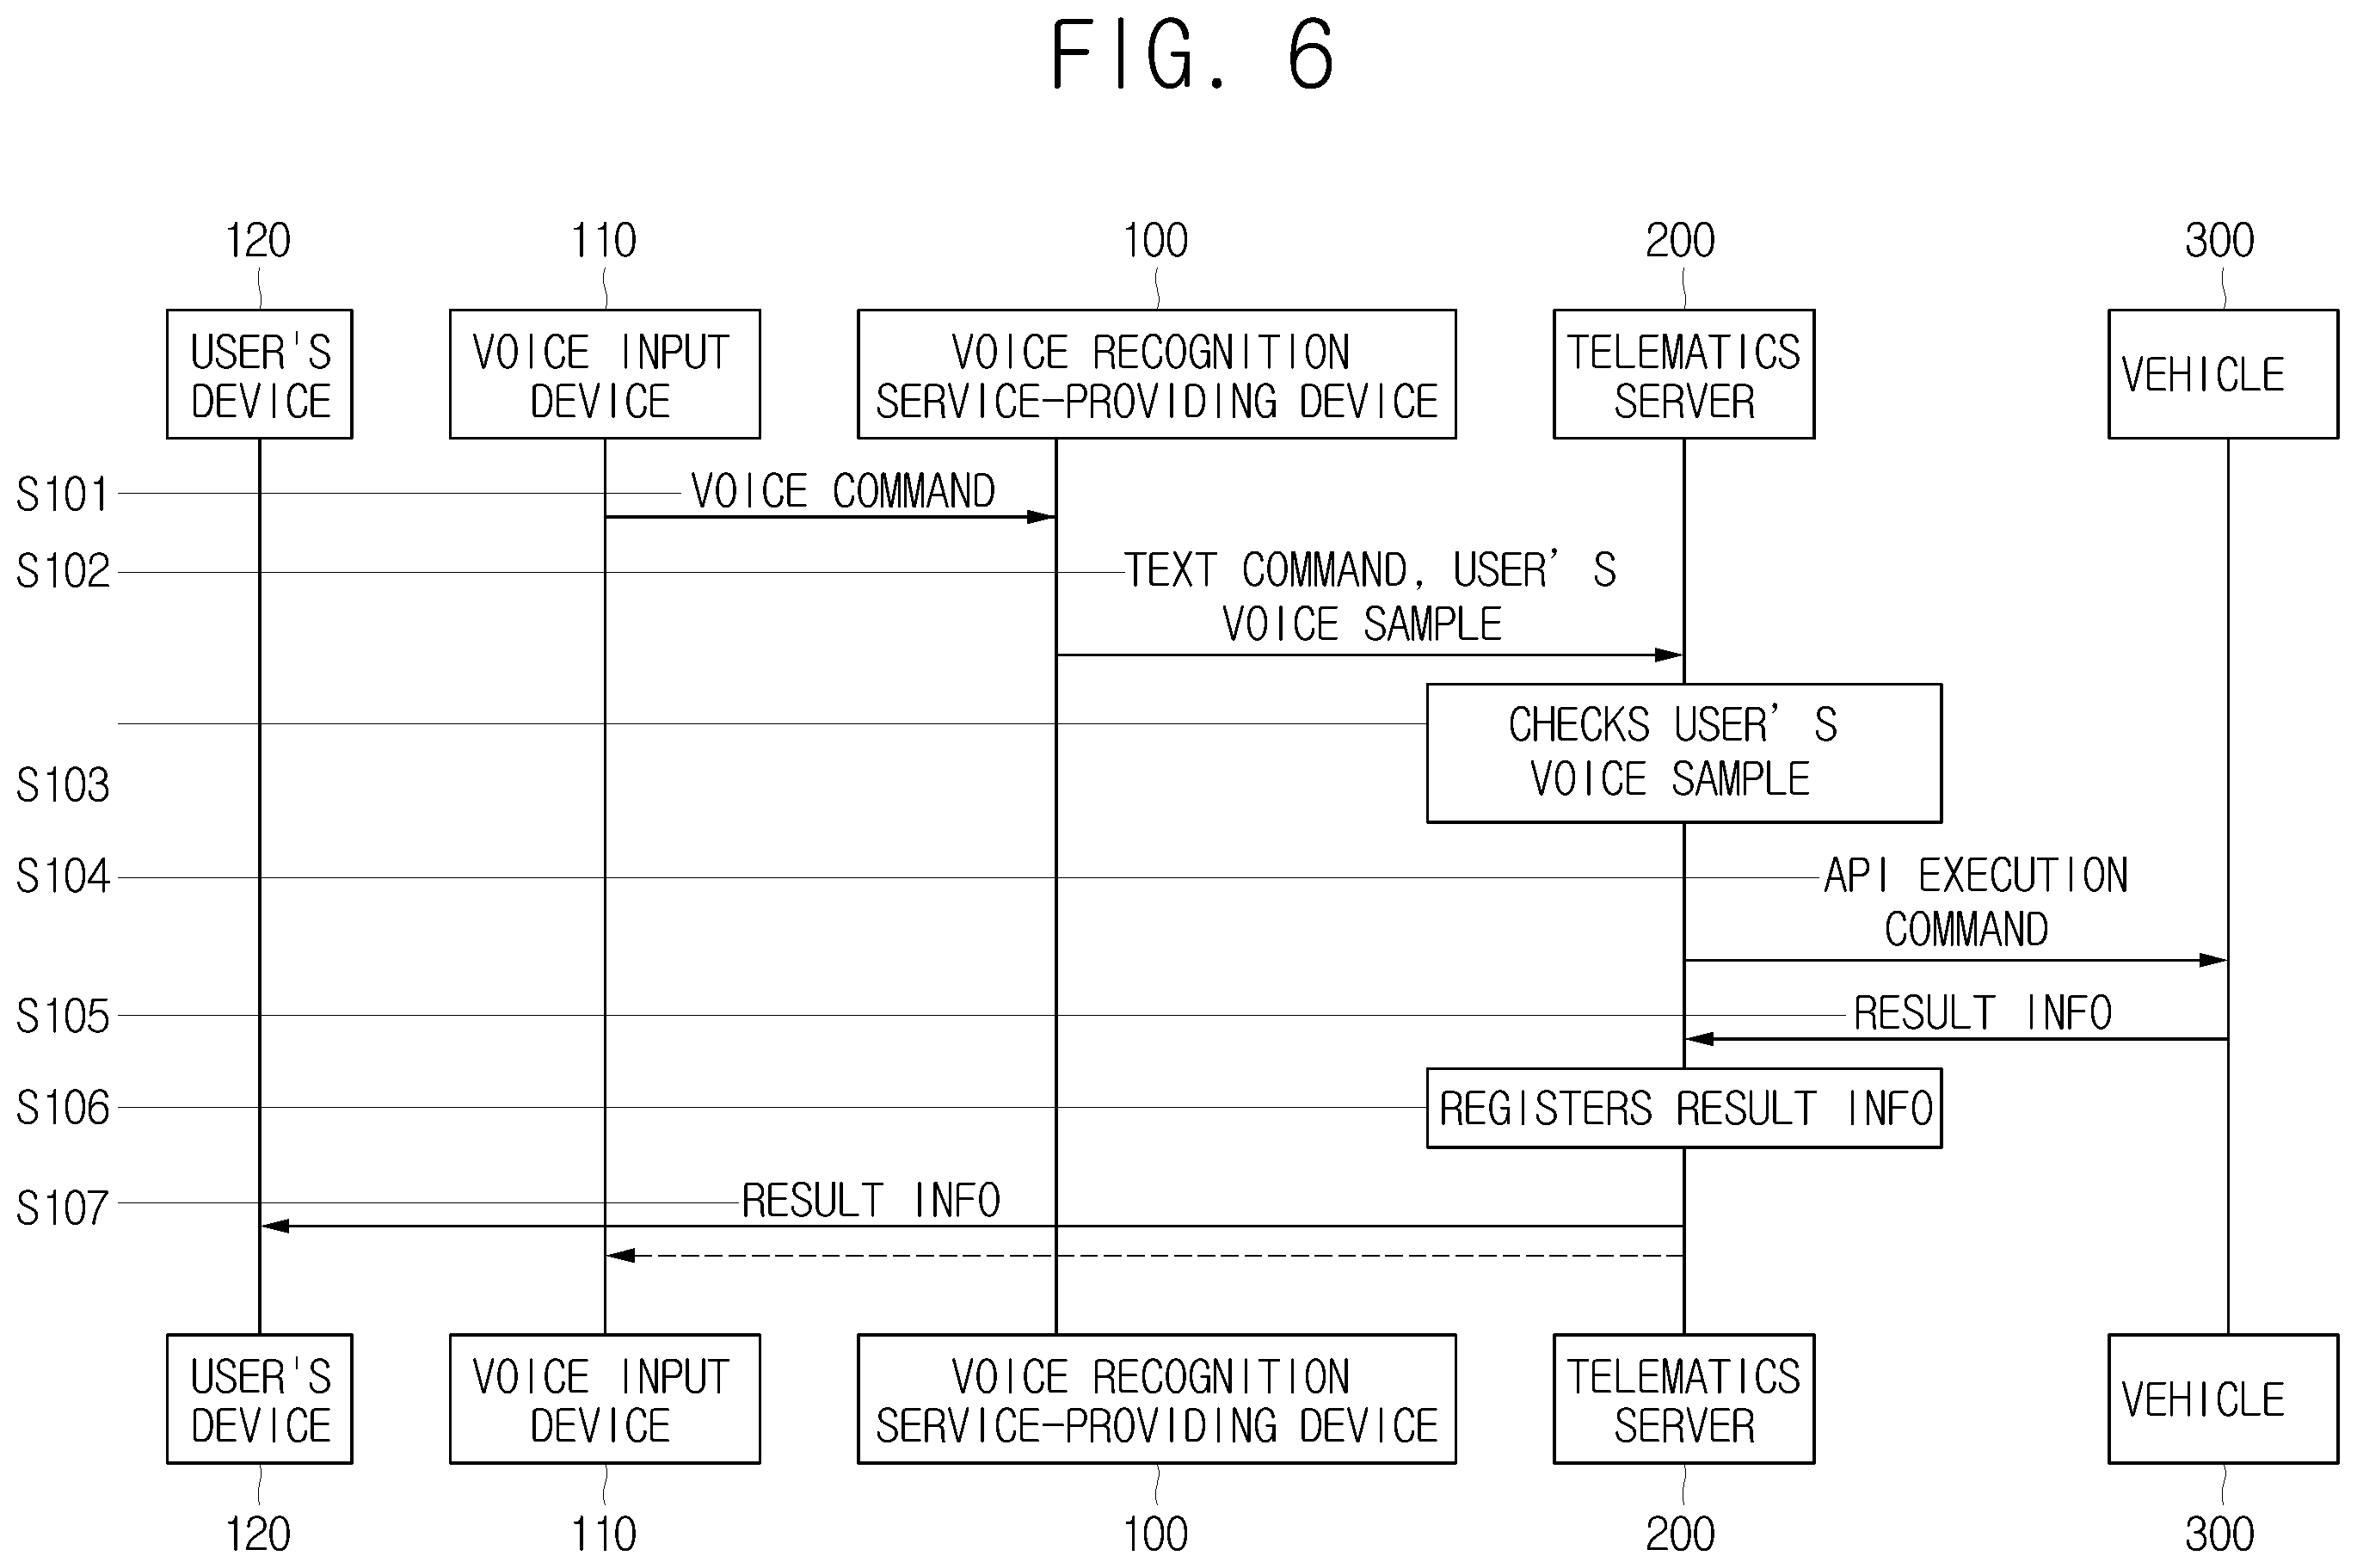 FIG. 6
120 110 100 200 300
USER'S VOICE INPUT VOICE RECOGNITION TELEMATICS VEHICLE
DEVICE DEVICE SERVICE-PROVIDING DEVICE SERVER
S101 VOICE COMMAND
S102 TEXT COMMAND, USER' S
VOICE SAMPLE
CHECKS USER' S
S103 VOICE SAMPLE
S104 API EXECUTION
COMMAND
S105 RESULT INFO
S106 REGISTERS RESULT INFO
S107 RESULT INFO
USER'S VOICE INPUT VOICE RECOGNITION TELEMATICS VEHICLE
DEVICE DEVICE SERVICE-PROVIDING DEVICE SERVER
120 110 100 200 300